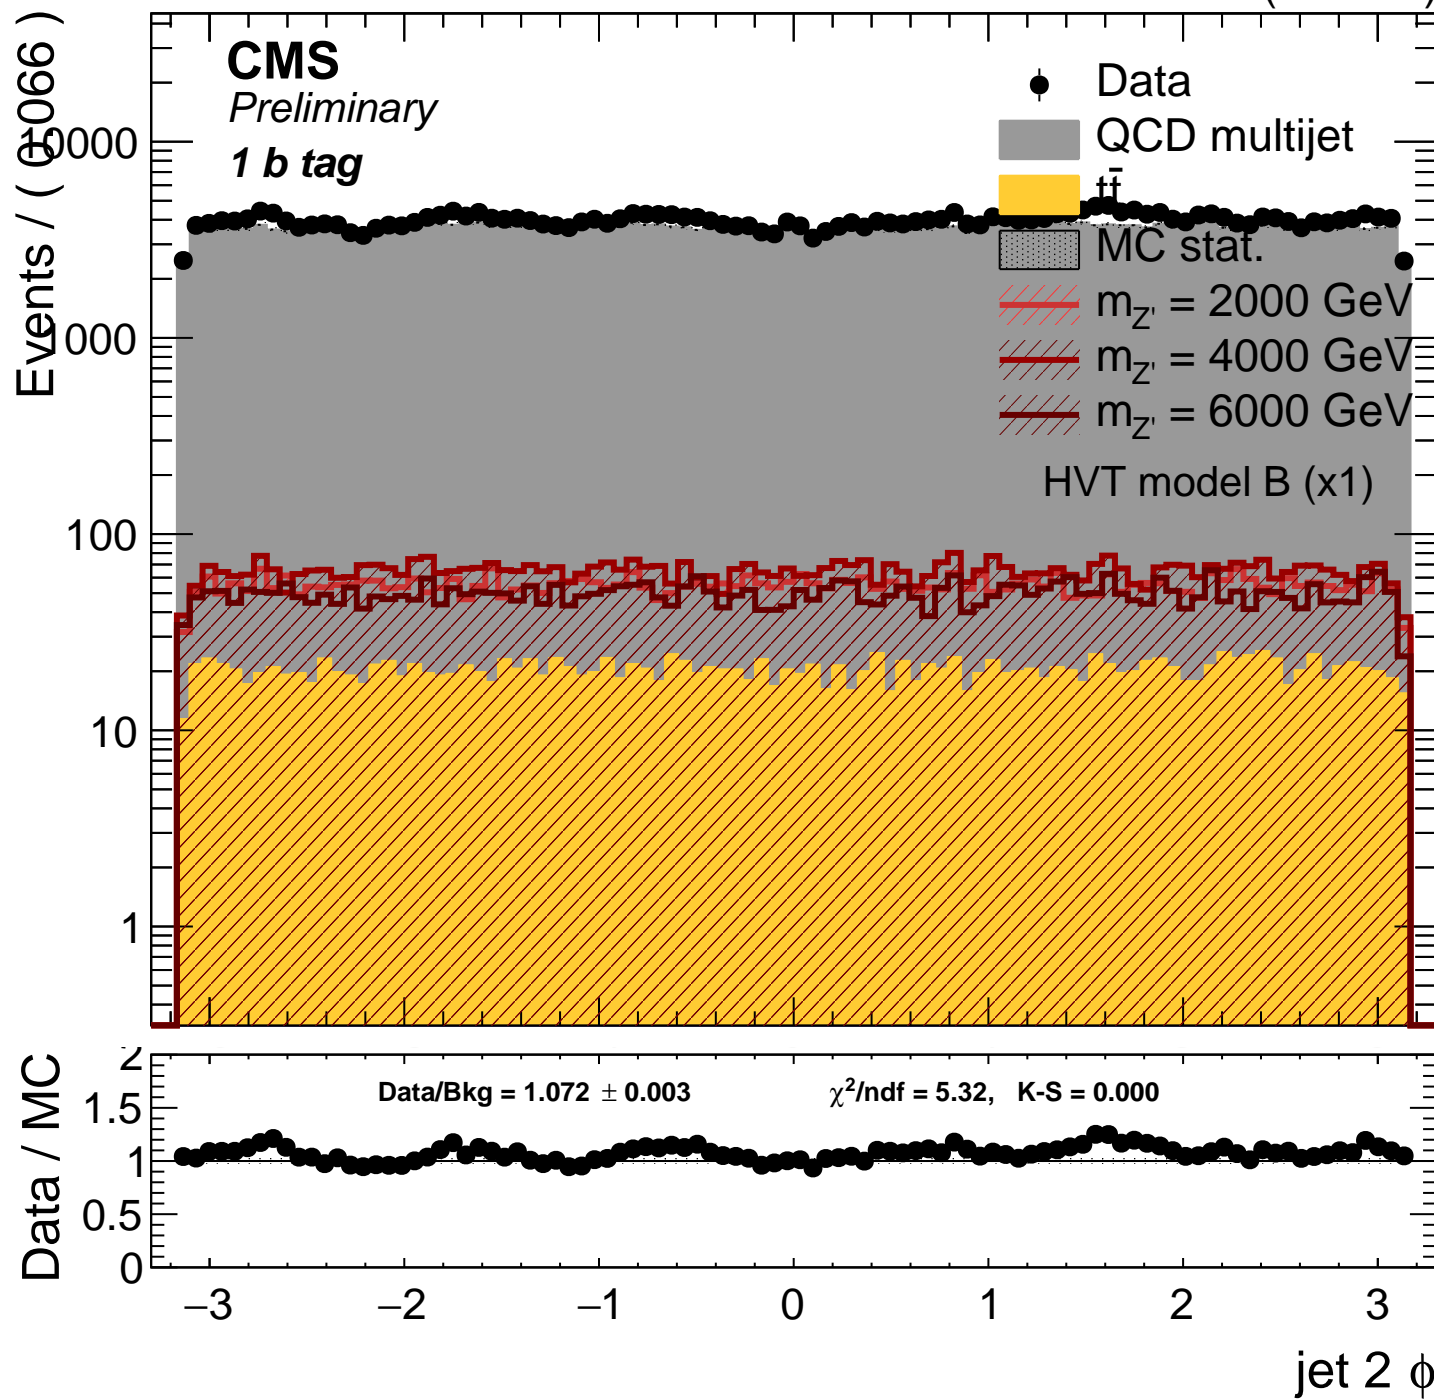 CMS
Preliminary
1 b tag
Data
QCD multijet
tt̄
MC stat.
m_Z' = 2000 GeV
m_Z' = 4000 GeV
m_Z' = 6000 GeV
HVT model B (x1)
Events / ( 0.066 )
10000
1000
100
10
1
Data / MC
2
1.5
1
0.5
0
Data/Bkg = 1.072 ± 0.003
χ²/ndf = 5.32, K-S = 0.000
−3 −2 −1 0 1 2 3
jet 2 ϕ